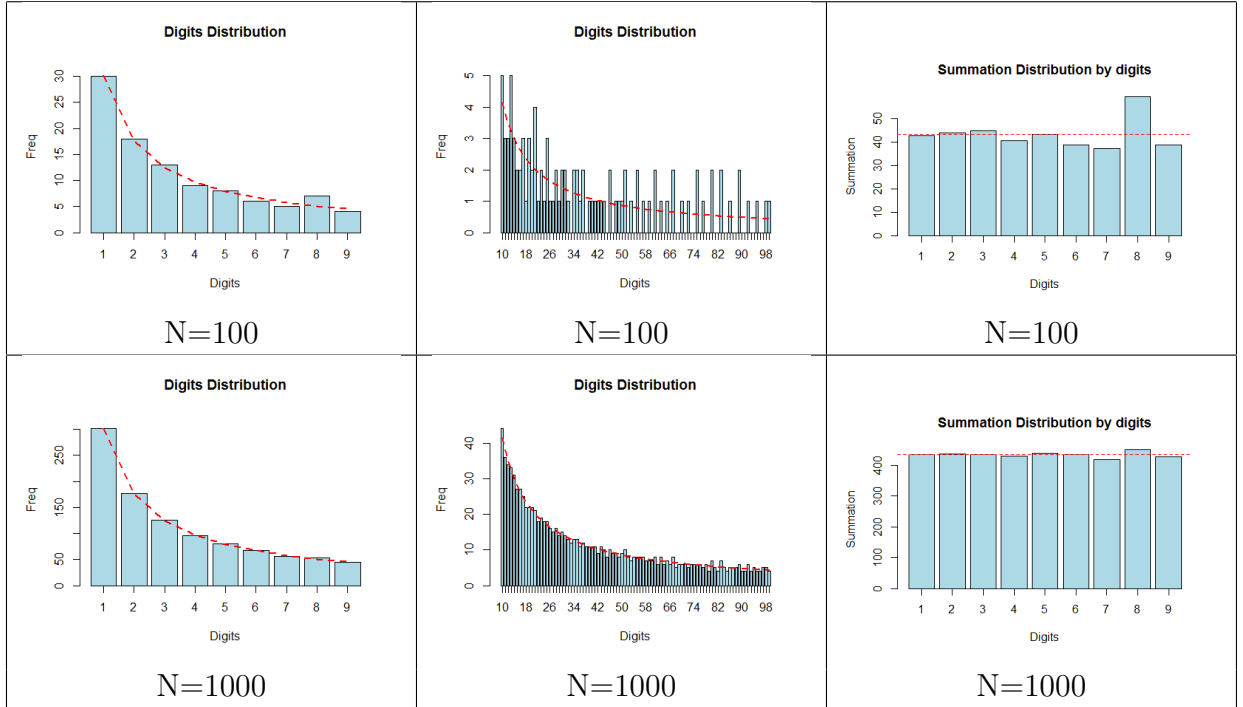 Digits Distribution
Freq
30
25
20
15
10
5
0
1 2 3 4 5 6 7 8 9
Digits
N=100
Digits Distribution
Freq
5
4
3
2
1
0
10 18 26 34 42 50 58 66 74 82 90 98
Digits
N=100
Summation Distribution by digits
Summation
50
40
30
20
10
0
1 2 3 4 5 6 7 8 9
N=100
Digits Distribution
Freq
250
150
50
0
1 2 3 4 5 6 7 8 9
Digits
N=1000
Digits Distribution
Freq
40
30
20
10
0
10 18 26 34 42 50 58 66 74 82 90 98
Digits
N=1000
Summation Distribution by digits
Summation
400
300
200
100
0
1 2 3 4 5 6 7 8 9
Digits
N=1000